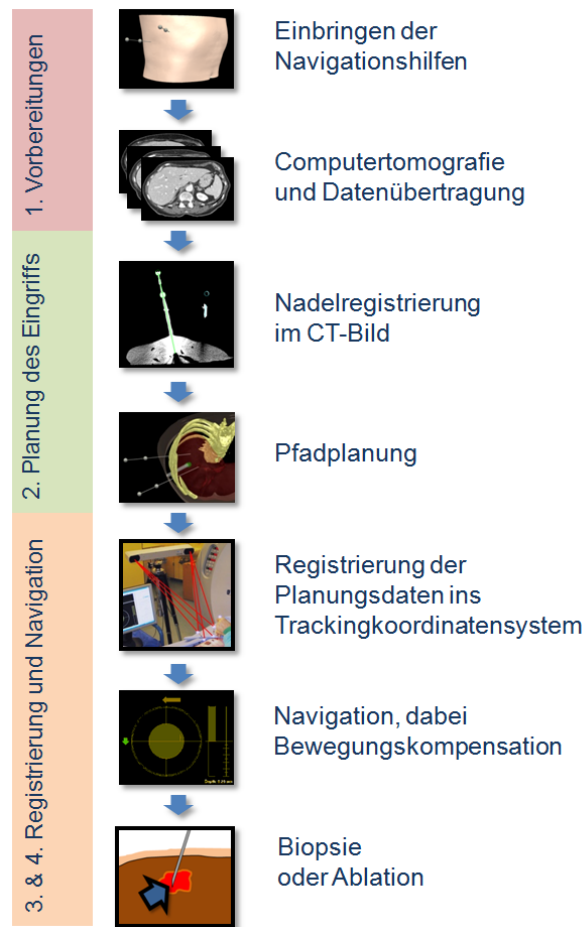 1. Vorbereitungen
Einbringen der
Navigationshilfen
Computertomografie
und Datenübertragung
2. Planung des Eingriffs
Nadelregistrierung
im CT-Bild
Pfadplanung
3. & 4. Registrierung und Navigation
Registrierung der
Planungsdaten ins
Trackingkoordinatensystem
Navigation, dabei
Bewegungskompensation
Biopsie
oder Ablation